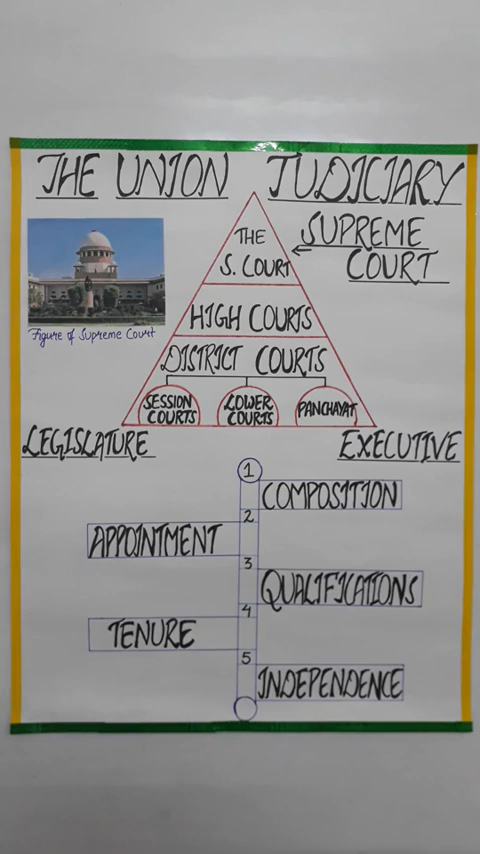 THE UNION JUDICIARY
THE
S. COURT
SUPREME
COURT
Figure of Supreme Court
HIGH COURTS
DISTRICT COURTS
SESSION
COURTS
LOWER
COURTS
PANCHAYAT
LEGISLATURE
EXECUTIVE
1
COMPOSITION
2
APPOINTMENT
3
QUALIFICATIONS
4
TENURE
5
INDEPENDENCE